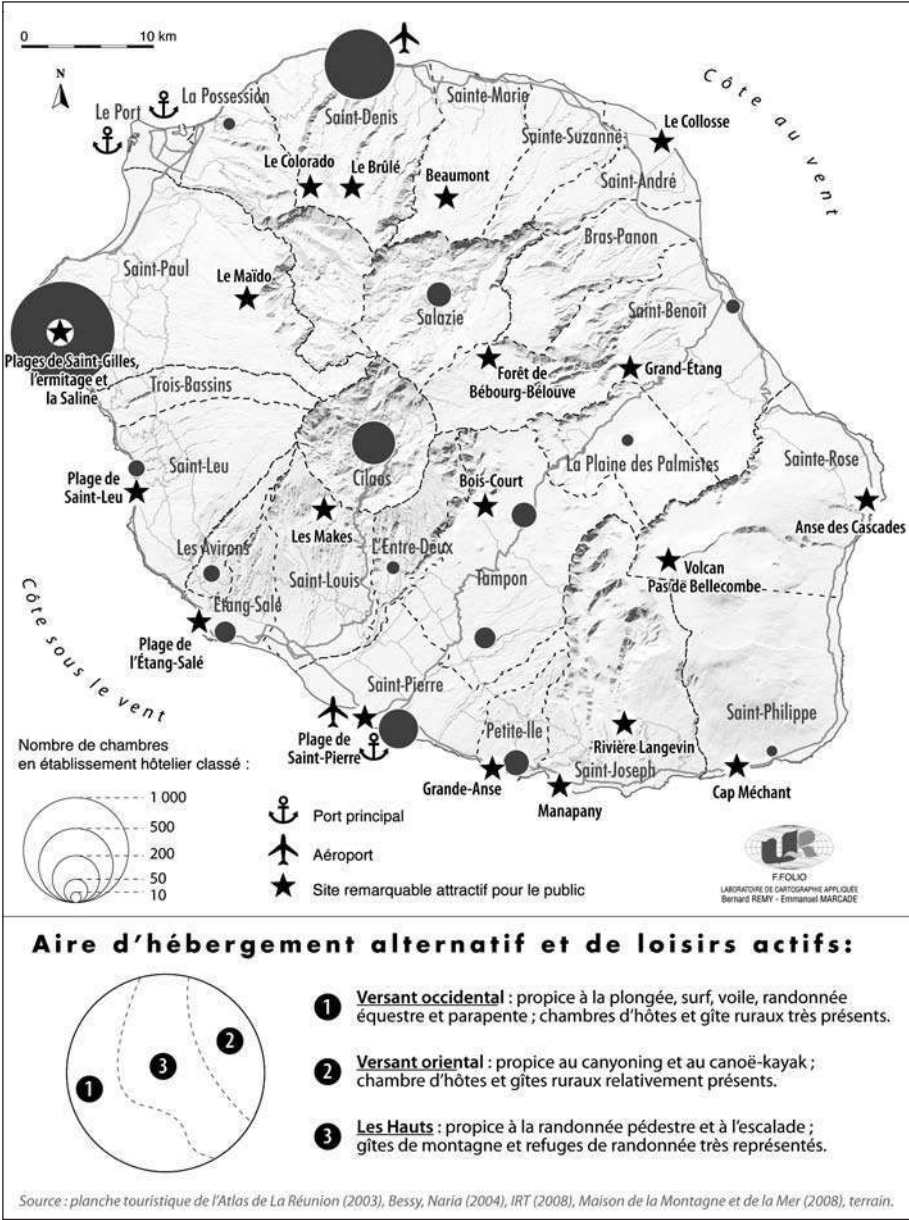 0 10 km
N
Côte au vent
La Possession
Le Port
Saint-Denis
Sainte-Marie
Sainte-Suzanne
Le Collosse
Le Colorado
Le Brûlé
Beaumont
Saint-André
Bras-Panon
Saint-Paul
Le Maïdo
Salazie
Saint-Benoît
Plages de Saint-Gilles,
l'ermitage et
la Saline
Forêt de
Bébourg-Bélouve
Grand-Étang
Trois-Bassins
Cilaos
Saint-Leu
Plage de
Saint-Leu
La Plaine des Palmistes
Sainte-Rose
Bois-Court
Anse des Cascades
Les Makes
Les Avirons
L'Entre-Deux
Volcan
Pas de Bellecombe
Saint-Louis
Tampon
Étang-Salé
Côte sous le vent
Plage de
l'Étang-Salé
Saint-Pierre
Plage de
Saint-Pierre
Petite-Ile
Rivière Langevin
Saint-Philippe
Grande-Anse
Saint-Joseph
Manapany
Cap Méchant
Nombre de chambres
en établissement hôtelier classé :
1 000
500
200
50
10
Port principal
Aéroport
Site remarquable attractif pour le public
UR
F.FOLIO
LABORATOIRE DE CARTOGRAPHIE APPLIQUÉE
Bernard REMY - Emmanuel MARCADE
Aire d'hébergement alternatif et de loisirs actifs:
1
2
3
1 Versant occidental : propice à la plongée, surf, voile, randonnée
équestre et parapente ; chambres d'hôtes et gîte ruraux très présents.
2 Versant oriental : propice au canyoning et au canoë-kayak ;
chambre d'hôtes et gîtes ruraux relativement présents.
3 Les Hauts : propice à la randonnée pédestre et à l'escalade ;
gîtes de montagne et refuges de randonnée très représentés.
Source : planche touristique de l'Atlas de La Réunion (2003), Bessy, Naria (2004), IRT (2008), Maison de la Montagne et de la Mer (2008), terrain.